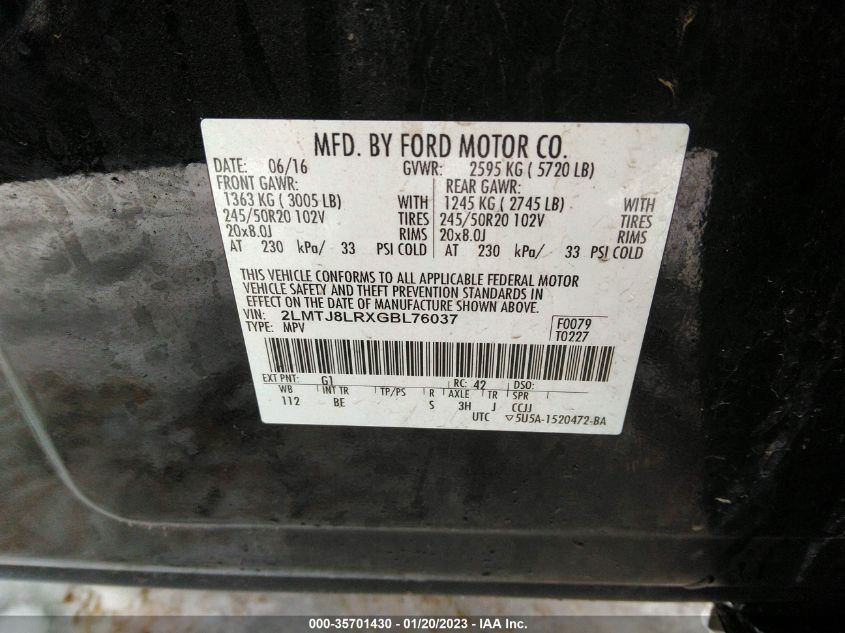 MFD. BY FORD MOTOR CO.
DATE: 06/16 GVWR: 2595 KG ( 5720 LB)
FRONT GAWR: REAR GAWR:
1363 KG ( 3005 LB) WITH 1245 KG ( 2745 LB) WITH
245/50R20 102V TIRES 245/50R20 102V TIRES
20x8.0J RIMS 20x8.0J RIMS
AT 230 kPa/ 33 PSI COLD AT 230 kPa/ 33 PSI COLD
THIS VEHICLE CONFORMS TO ALL APPLICABLE FEDERAL MOTOR
VEHICLE SAFETY AND THEFT PREVENTION STANDARDS IN
EFFECT ON THE DATE OF MANUFACTURE SHOWN ABOVE.
VIN: 2LMTJ8LRXGBL76037 F0079
TYPE: MPV T0227
EXT PNT: G1 RC: 42 DSO:
WB INT TR TP/PS R AXLE TR SPR
112 BE S 3H J CCJJ
UTC ▽5U5A-1520472-BA
000-35701430 - 01/20/2023 - IAA Inc.